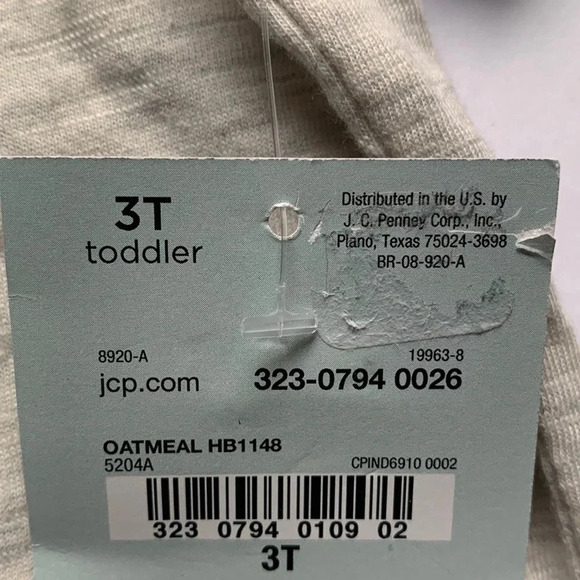 3T
toddler
Distributed in the U.S. by
J. C. Penney Corp., Inc.,
Plano, Texas 75024-3698
BR-08-920-A
8920-A
19963-8
jcp.com
323-0794 0026
OATMEAL HB1148
5204A
CPIND6910 0002
323 0794 0109 02
3T